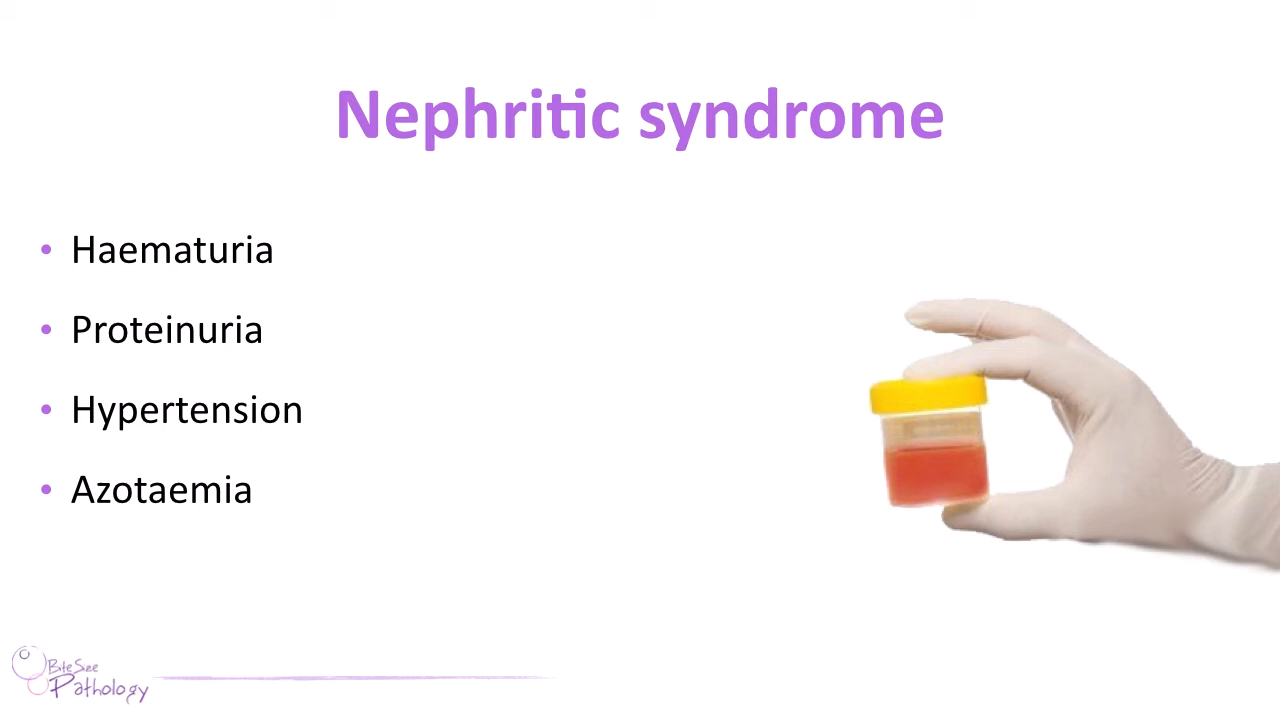 Nephritic syndrome
• Haematuria
• Proteinuria
• Hypertension
• Azotaemia
BiteSize
Pathology